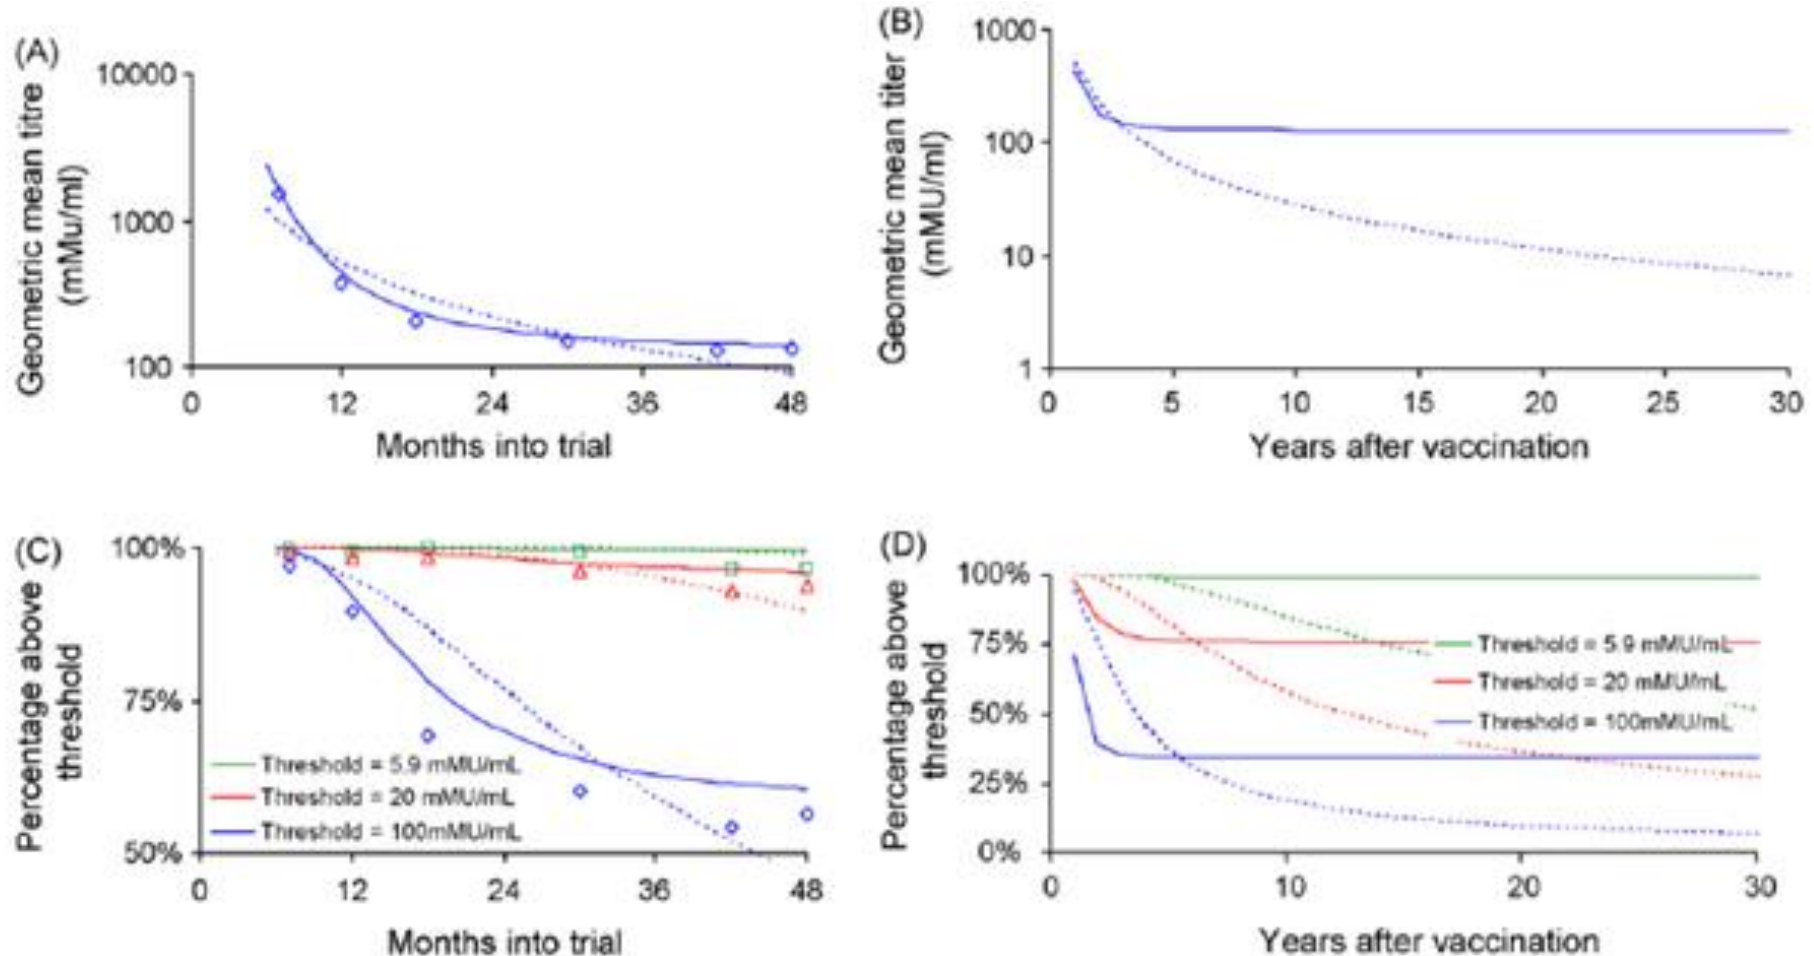 (A)
Geometric mean titre
(mMu/ml)
10000
1000
100
0 12 24 36 48
Months into trial
(B)
Geometric mean titer
(mMU/ml)
1000
100
10
1
0 5 10 15 20 25 30
Years after vaccination
(C)
Percentage above
threshold
100%
75%
50%
Threshold = 5.9 mMU/mL
Threshold = 20 mMU/mL
Threshold = 100mMU/mL
0 12 24 36 48
Months into trial
(D)
Percentage above
threshold
100%
75%
50%
25%
0%
Threshold = 5.9 mMU/mL
Threshold = 20 mMU/mL
Threshold = 100mMU/mL
0 10 20 30
Years after vaccination